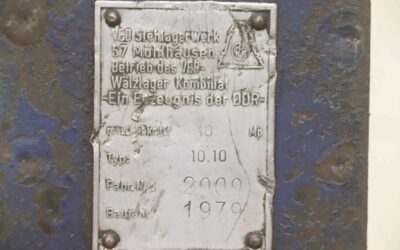 VEB Stehlagerwerk
57 Mühlhausen
Betrieb des VEB-
Wälzlager Kombinat
-Ein Erzeugnis der DDR-
10 Mp
Type 10.10
Fabr. Nr. 2000
Baujahr 1979